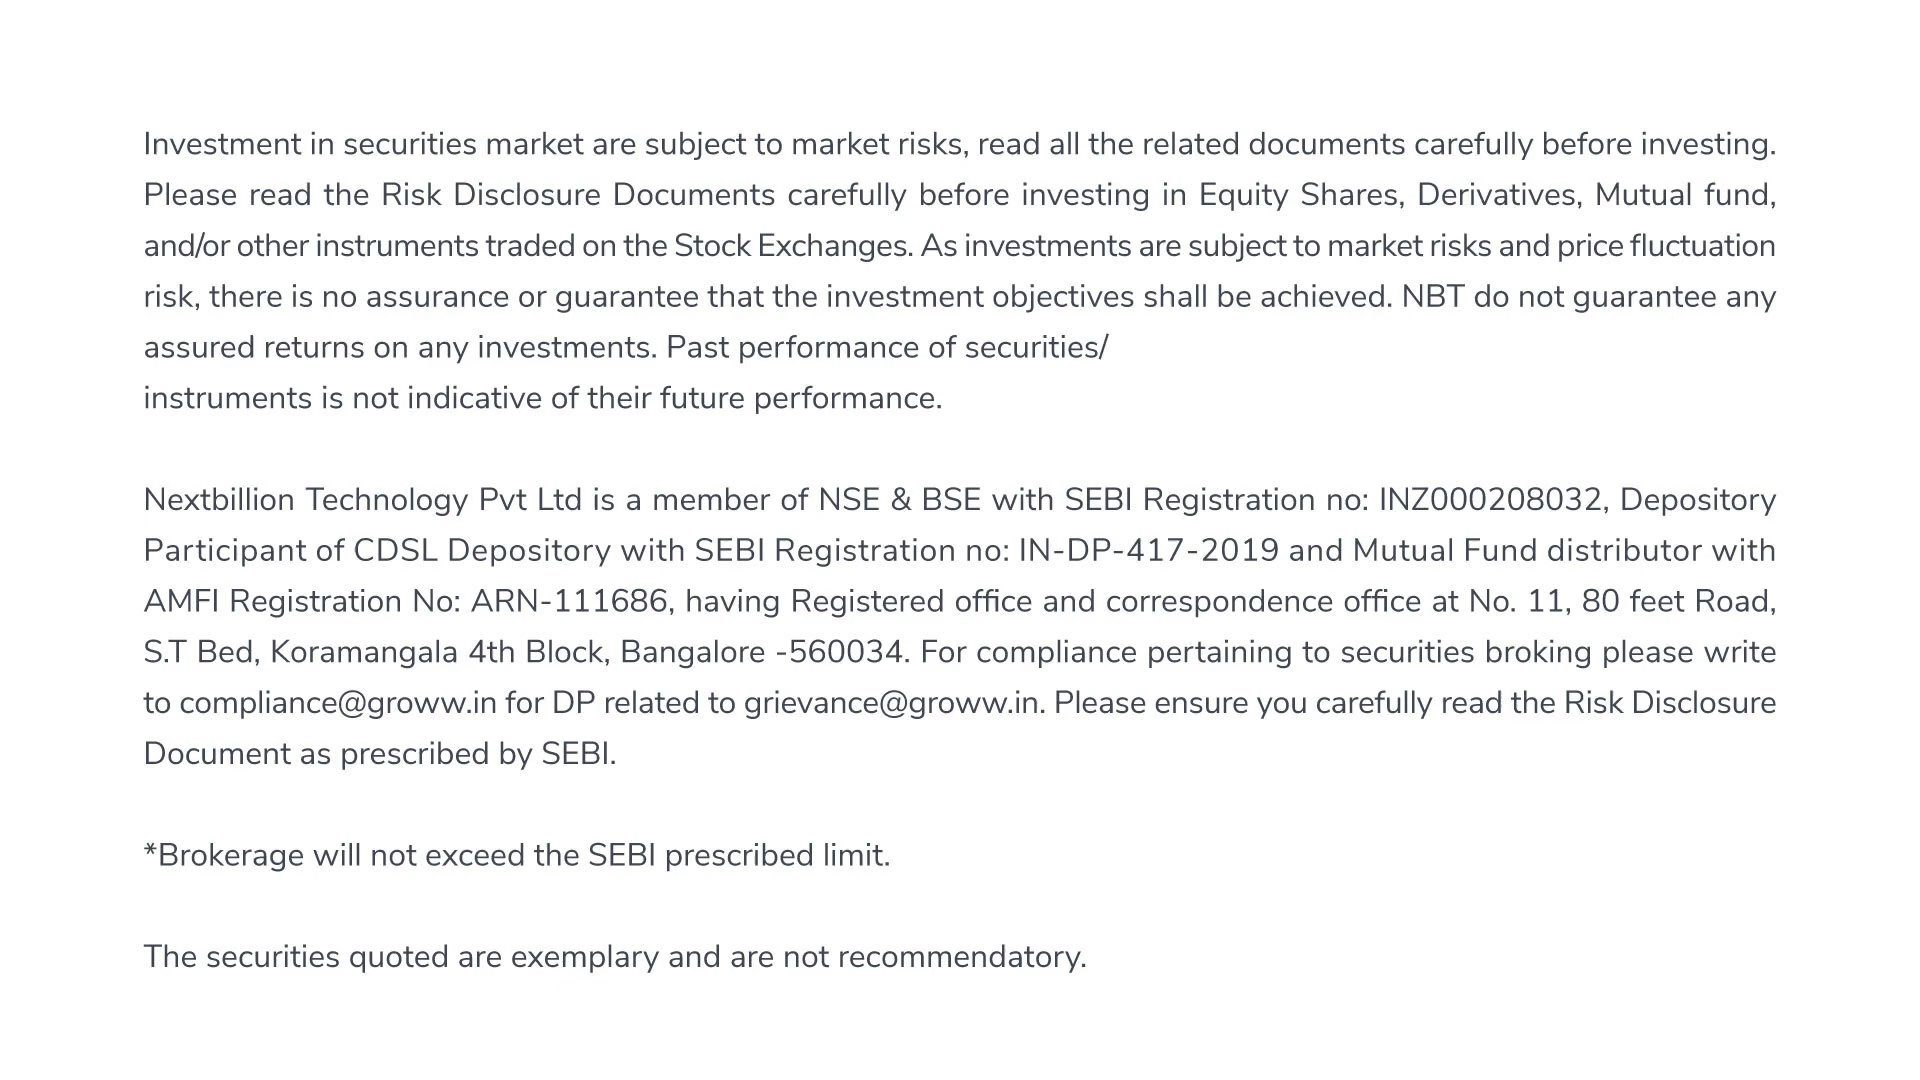 Investment in securities market are subject to market risks, read all the related documents carefully before investing.
Please read the Risk Disclosure Documents carefully before investing in Equity Shares, Derivatives, Mutual fund,
and/or other instruments traded on the Stock Exchanges. As investments are subject to market risks and price fluctuation
risk, there is no assurance or guarantee that the investment objectives shall be achieved. NBT do not guarantee any
assured returns on any investments. Past performance of securities/
instruments is not indicative of their future performance.
Nextbillion Technology Pvt Ltd is a member of NSE & BSE with SEBI Registration no: INZ000208032, Depository
Participant of CDSL Depository with SEBI Registration no: IN-DP-417-2019 and Mutual Fund distributor with
AMFI Registration No: ARN-111686, having Registered office and correspondence office at No. 11, 80 feet Road,
S.T Bed, Koramangala 4th Block, Bangalore -560034. For compliance pertaining to securities broking please write
to compliance@groww.in for DP related to grievance@groww.in. Please ensure you carefully read the Risk Disclosure
Document as prescribed by SEBI.
*Brokerage will not exceed the SEBI prescribed limit.
The securities quoted are exemplary and are not recommendatory.